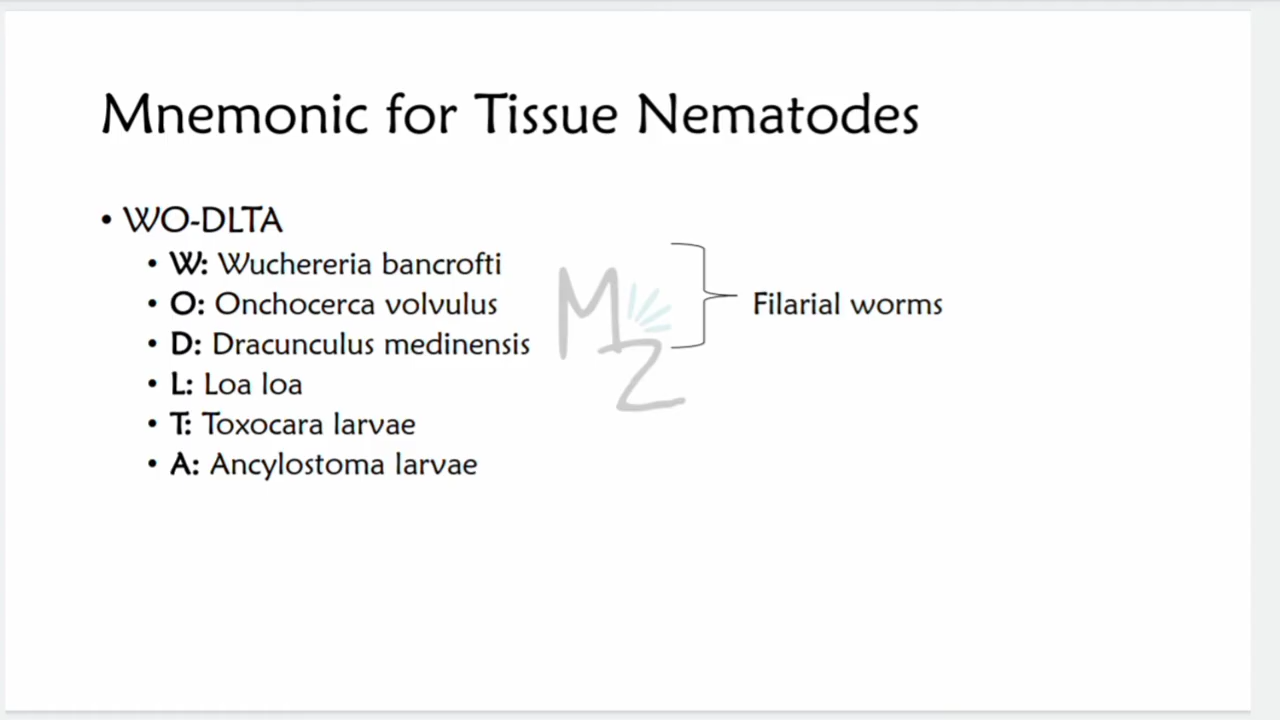 Mnemonic for Tissue Nematodes
• WO-DLTA
• W: Wuchereria bancrofti
• O: Onchocerca volvulus
• D: Dracunculus medinensis
• L: Loa loa
• T: Toxocara larvae
• A: Ancylostoma larvae
Filarial worms
MZ